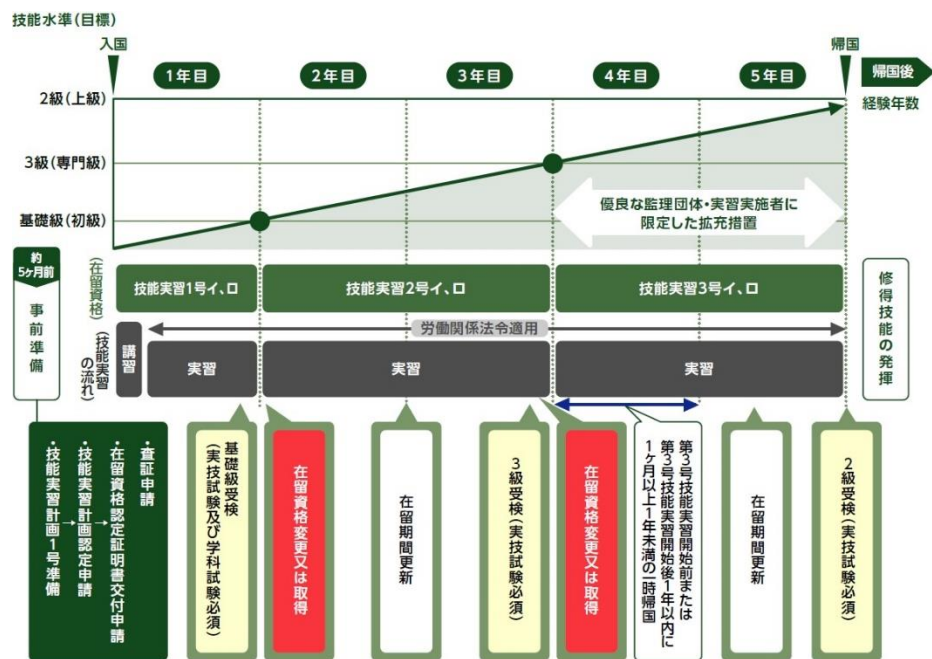 技能水準(目標)
入国
帰国
1年目
2年目
3年目
4年目
5年目
帰国後
経験年数
2級(上級)
3級(専門級)
基礎級(初級)
優良な監理団体・実習実施者に
限定した拡充措置
約
5ヶ月前
事前準備
(在留資格)
技能実習1号イ、ロ
技能実習2号イ、ロ
技能実習3号イ、ロ
修得技能の発揮
労働関係法令適用
(技能実習
の流れ)
講習
実習
実習
実習
・査証申請
・在留資格認定証明書交付申請
→
・技能実習計画認定申請
→
・技能実習計画1号準備
基礎級受検
(実技試験及び学科試験必須)
在留資格変更又は取得
在留期間更新
3級受検(実技試験必須)
在留資格変更又は取得
第3号技能実習開始前または
第3号技能実習開始後1年以内に
1ヶ月以上1年未満の一時帰国
在留期間更新
2級受検(実技試験必須)